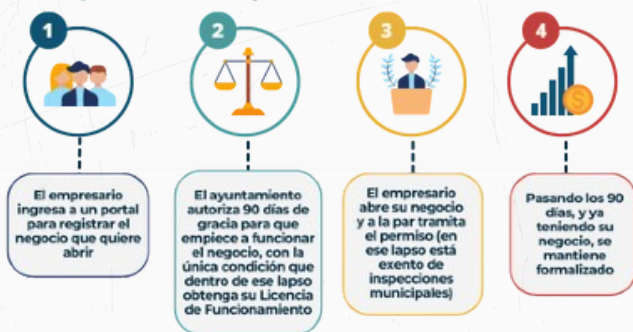 1
El empresario
ingresa a un portal
para registrar el
negocio que quiere
abrir
2
El ayuntamiento
autoriza 90 días de
gracia para que
empiece a funcionar
el negocio, con la
única condición que
dentro de ese lapso
obtenga su Licencia
de Funcionamiento
3
El empresario
abre su negocio
y a la par tramita
el permiso (en
ese lapso está
exento de
inspecciones
municipales)
4
Pasando los 90
días, y ya
teniendo su
negocio, se
mantiene
formalizado